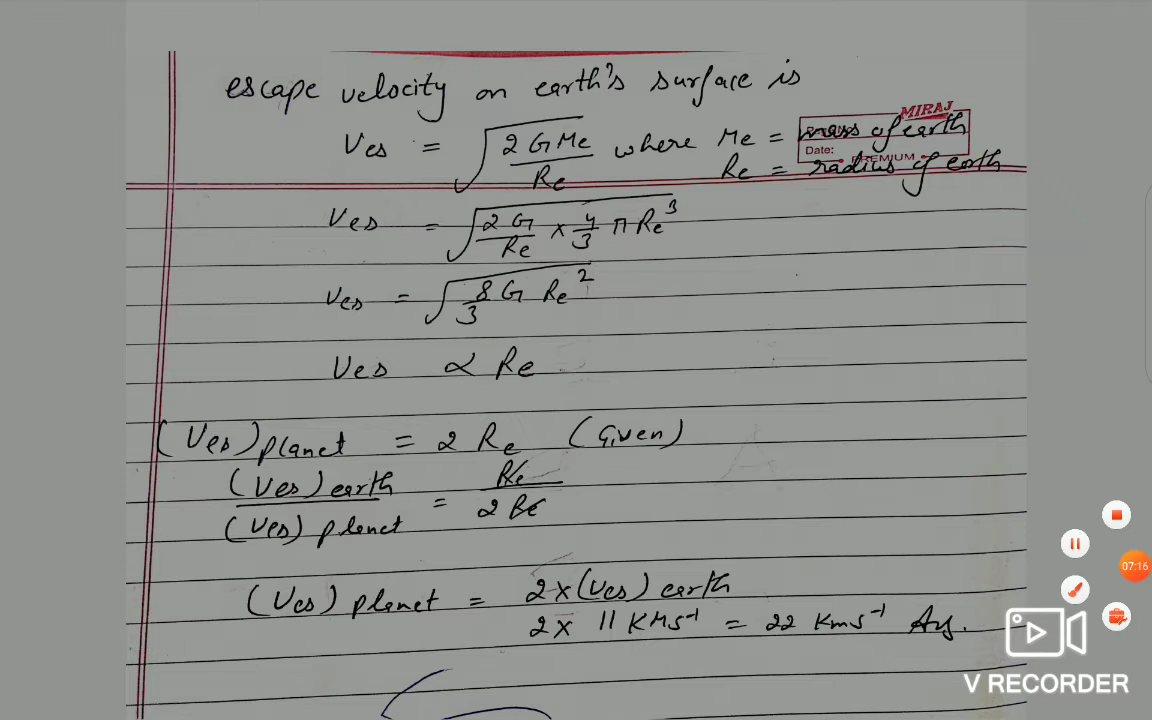 escape velocity on earth's surface is
Ves = √(2GMe/Re) where Me = mass of earth
MIRAJ
Date:
PREMIUM
Re = radius of earth
Ves = √(2G/Re × 4/3 π Re³)
Ves = √(8/3 G Re²)
Ves ∝ Re
(Ves)planet = 2 Re (Given)
(Ves) earth / (Ves) planet = Re / 2 Re
(Ves) planet = 2×(Ves) earth
2× 11 KMS⁻¹ = 22 KmS⁻¹ Ans.
07:16
V RECORDER